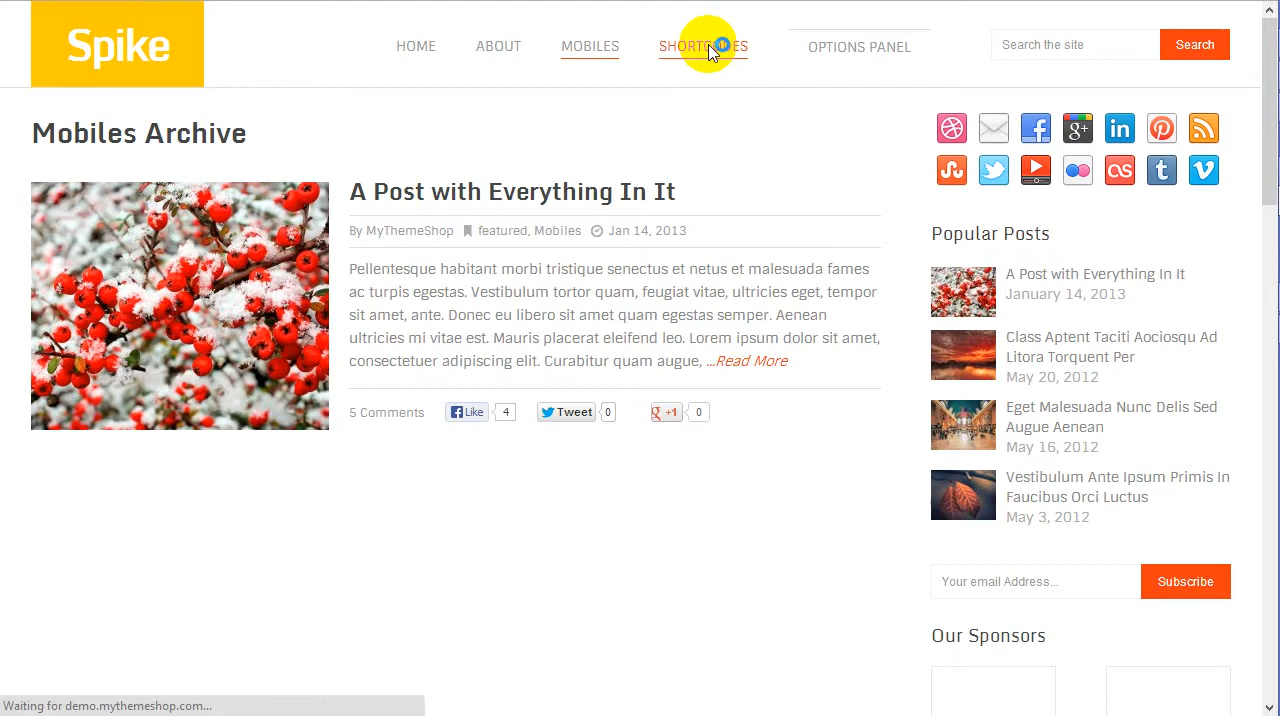 Spike
HOME
ABOUT
MOBILES
SHORTCODES
OPTIONS PANEL
Search the site
Search
Mobiles Archive
A Post with Everything In It
By MyThemeShop featured, Mobiles Jan 14, 2013
Pellentesque habitant morbi tristique senectus et netus et malesuada fames
ac turpis egestas. Vestibulum tortor quam, feugiat vitae, ultricies eget, tempor
sit amet, ante. Donec eu libero sit amet quam egestas semper. Aenean
ultricies mi vitae est. Mauris placerat eleifend leo. Lorem ipsum dolor sit amet,
consectetuer adipiscing elit. Curabitur quam augue, ...Read More
5 Comments
Like 4
Tweet 0
g +1 0
g+
in
as
t
Popular Posts
A Post with Everything In It
January 14, 2013
Class Aptent Taciti Aociosqu Ad
Litora Torquent Per
May 20, 2012
Eget Malesuada Nunc Delis Sed
Augue Aenean
May 16, 2012
Vestibulum Ante Ipsum Primis In
Faucibus Orci Luctus
May 3, 2012
Your email Address...
Subscribe
Our Sponsors
Waiting for demo.mythemeshop.com...